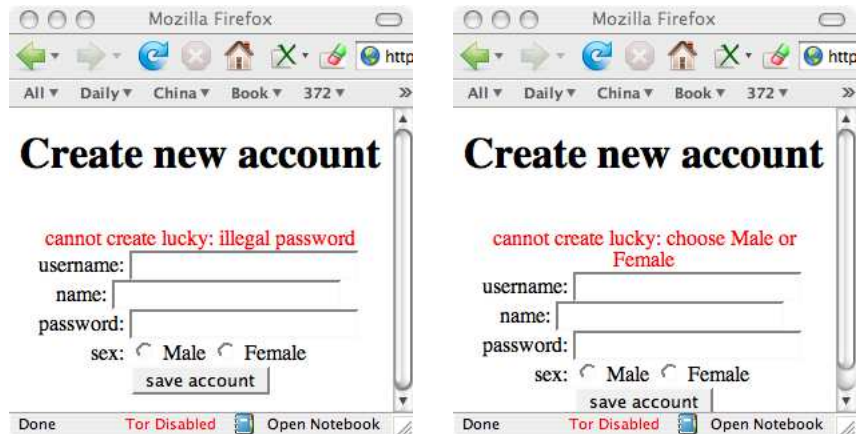 Mozilla Firefox
http
All Daily China Book 372 »
Create new account
cannot create lucky: illegal password
username:
name:
password:
sex: Male Female
save account
Done Tor Disabled Open Notebook
Mozilla Firefox
http
All Daily China Book 372 »
Create new account
cannot create lucky: choose Male or
Female
username:
name:
password:
sex: Male Female
save account
Done Tor Disabled Open Notebook